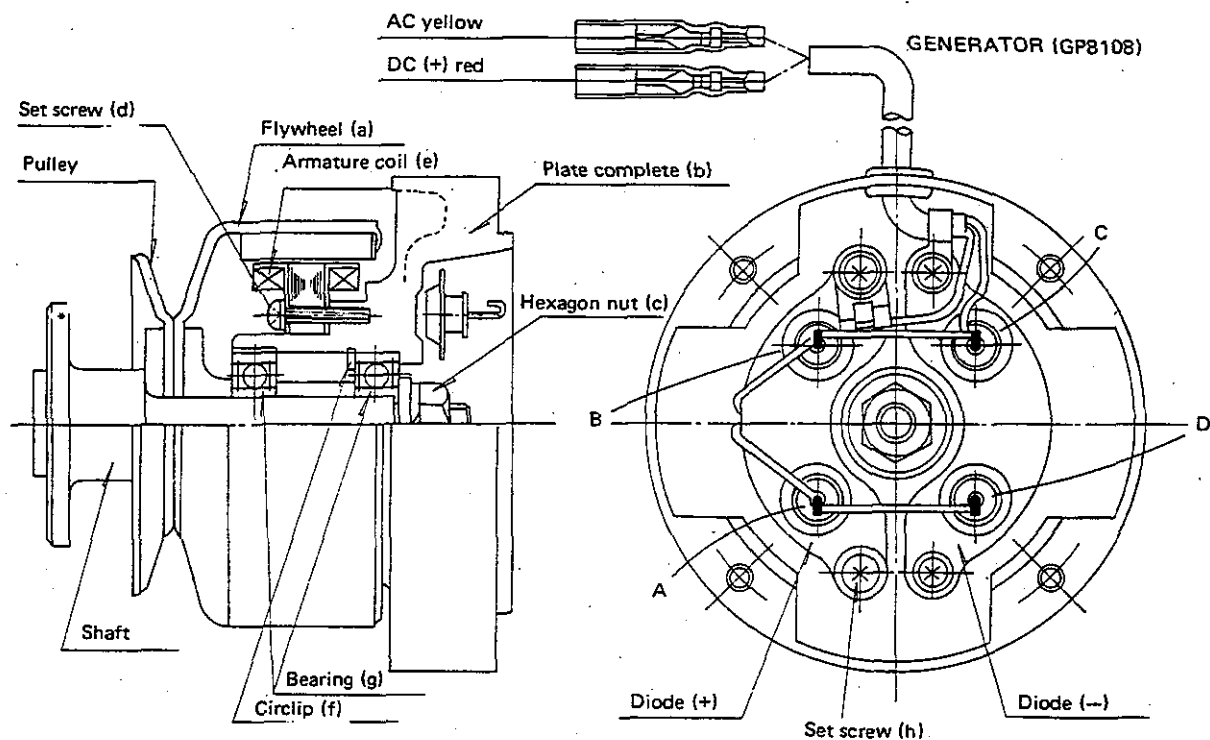 AC yellow
GENERATOR (GP8108)
DC (+) red
Set screw (d)
Flywheel (a)
Armature coil (e)
Pulley
Plate complete (b)
C
Hexagon nut (c)
B
D
A
Shaft
Bearing (g)
Circlip (f)
Diode (+)
Diode (—)
Set screw (h)